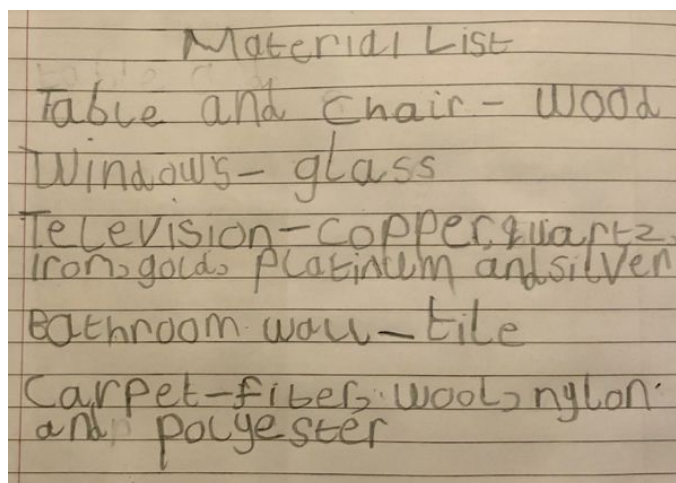 Material List
Table and Chair - Wood
Windows - glass
Television - copper, quartz,
iron, gold, platinum and silver
Bathroom wall - tile
Carpet - fiber, wool, nylon
and polyester